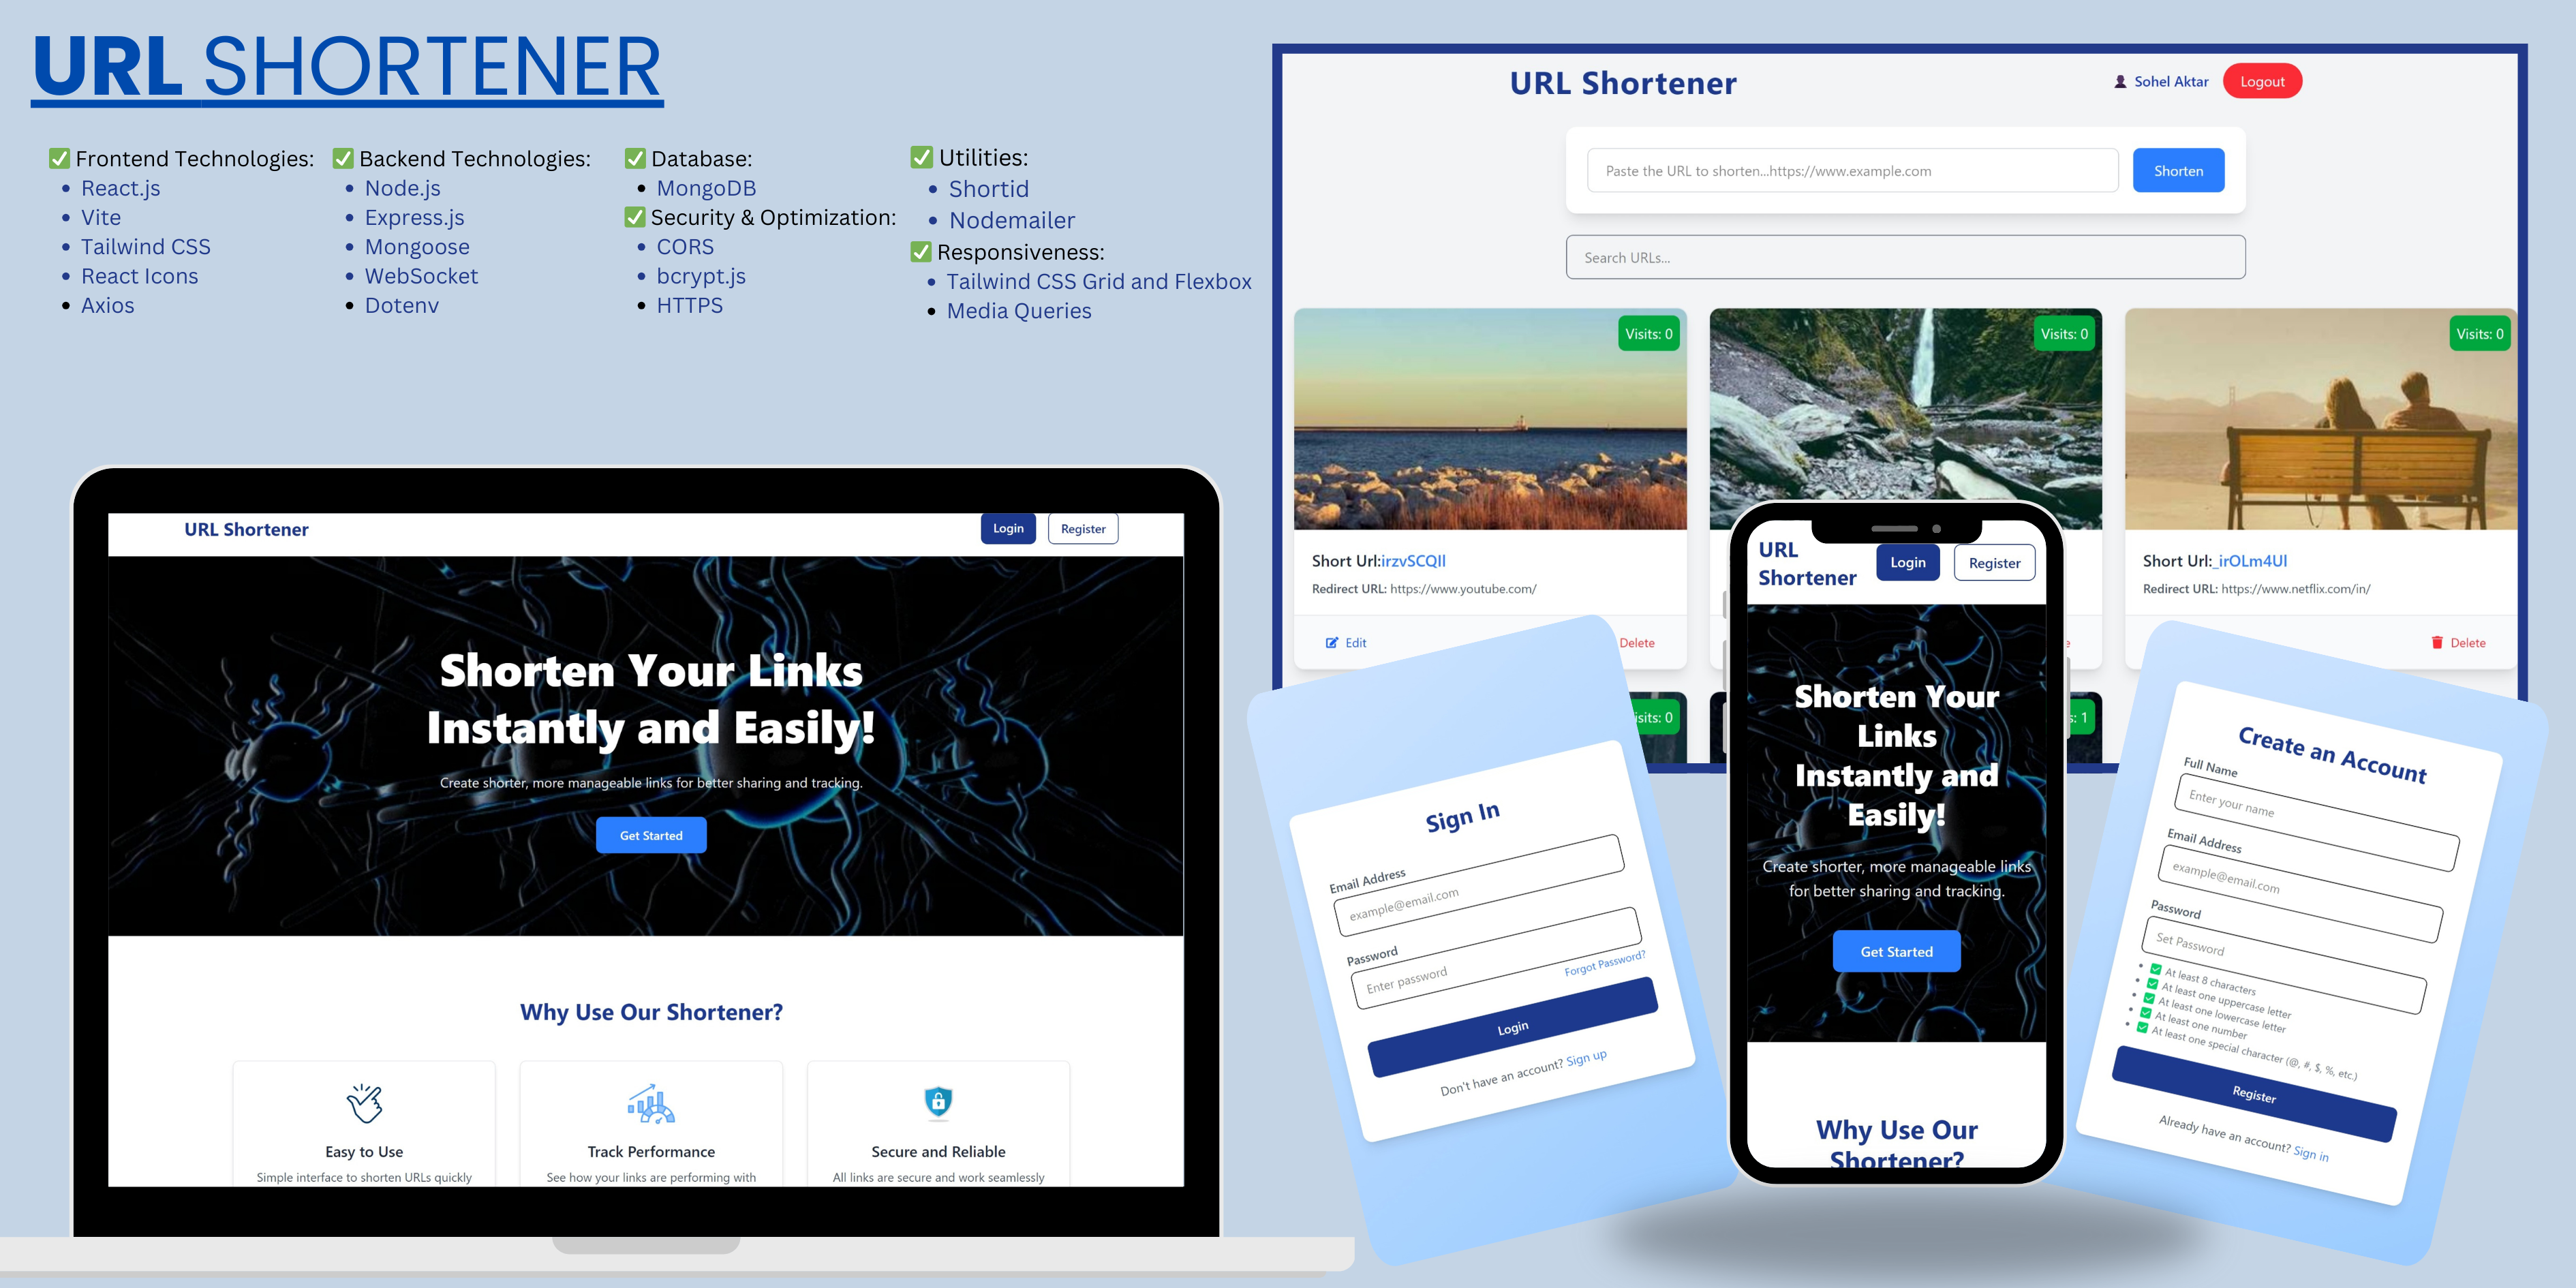 URL SHORTENER
✅ Frontend Technologies:
• React.js
• Vite
• Tailwind CSS
• React Icons
• Axios
✅ Backend Technologies:
• Node.js
• Express.js
• Mongoose
• WebSocket
• Dotenv
✅ Database:
• MongoDB
✅ Security & Optimization:
• CORS
• bcrypt.js
• HTTPS
✅ Utilities:
• Shortid
• Nodemailer
✅ Responsiveness:
• Tailwind CSS Grid and Flexbox
• Media Queries
URL Shortener
Sohel Aktar
Logout
Paste the URL to shorten...https://www.example.com
Shorten
Search URLs...
Visits: 0
Visits: 0
Visits: 0
Short Url:irzvSCQll
Redirect URL: https://www.youtube.com/
Edit
Delete
Short Url:_irOLm4Ul
Redirect URL: https://www.netflix.com/in/
Delete
isits: 0
s: 1
URL Shortener
Login
Register
Shorten Your Links
Instantly and Easily!
Create shorter, more manageable links for better sharing and tracking.
Get Started
Why Use Our Shortener?
Easy to Use
Simple interface to shorten URLs quickly
Track Performance
See how your links are performing with
Secure and Reliable
All links are secure and work seamlessly
Sign In
Email Address
example@email.com
Password
Enter password
Forgot Password?
Login
Don't have an account? Sign up
URL
Shortener
Login
Register
Shorten Your
Links
Instantly and
Easily!
Create shorter, more manageable links
for better sharing and tracking.
Get Started
Why Use Our
Shortener?
Create an Account
Full Name
Enter your name
Email Address
example@email.com
Password
Set Password
• ✅ At least 8 characters
• ✅ At least one uppercase letter
• ✅ At least one lowercase letter
• ✅ At least one number
• ✅ At least one special character (@, #, $, %, etc.)
Register
Already have an account? Sign in